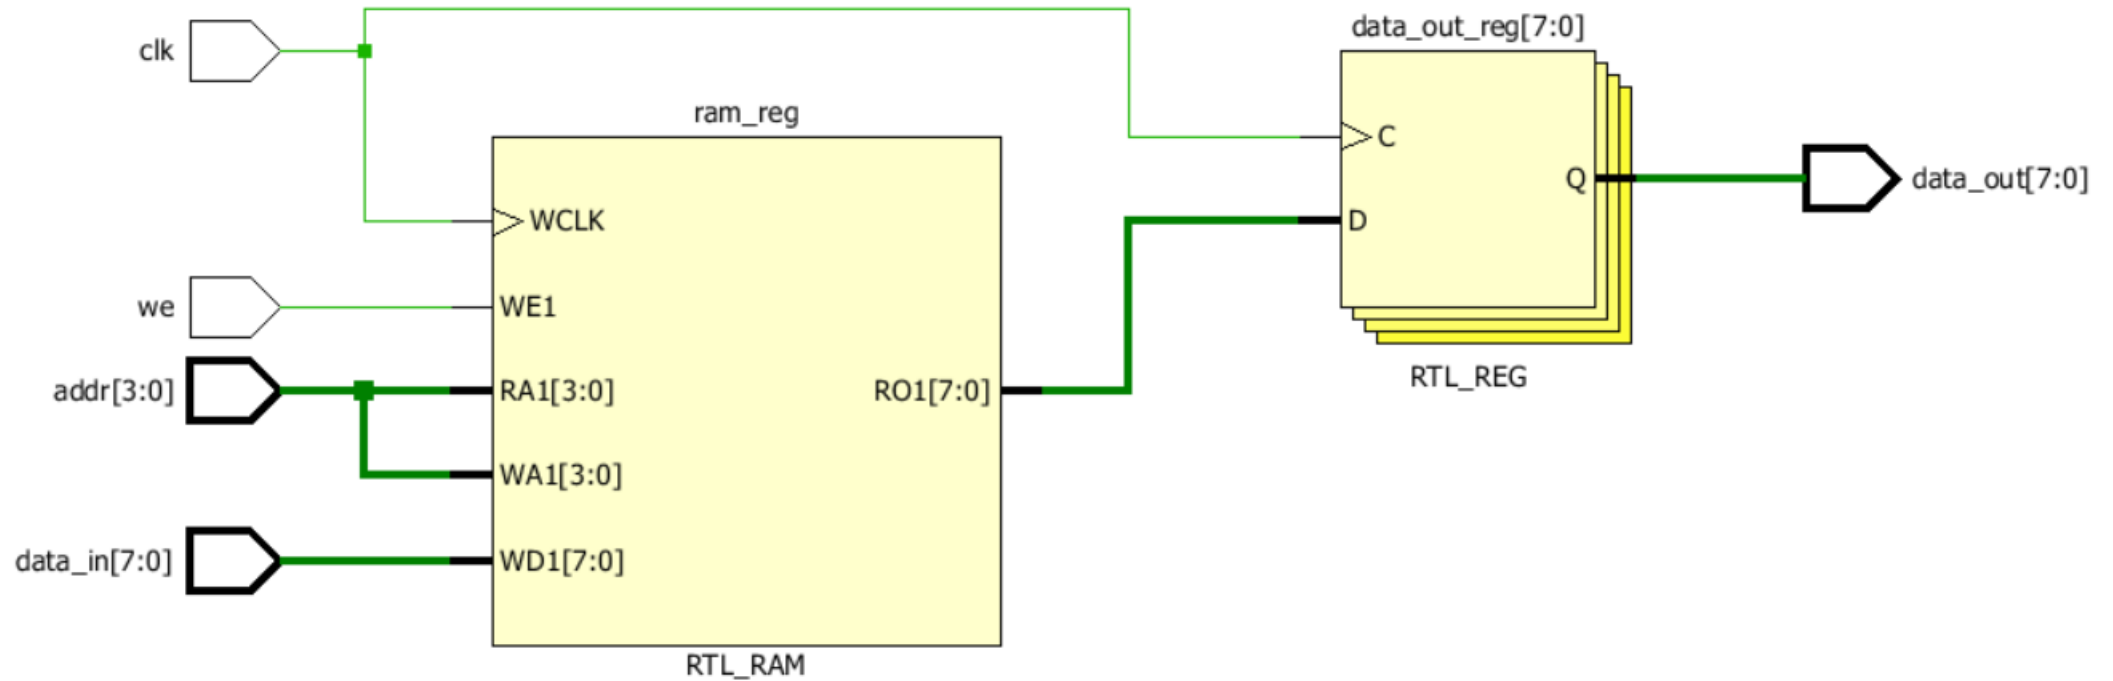 clk
we
addr[3:0]
data_in[7:0]
ram_reg
WCLK
WE1
RA1[3:0]
WA1[3:0]
WD1[7:0]
RO1[7:0]
RTL_RAM
data_out_reg[7:0]
C
D
Q
RTL_REG
data_out[7:0]